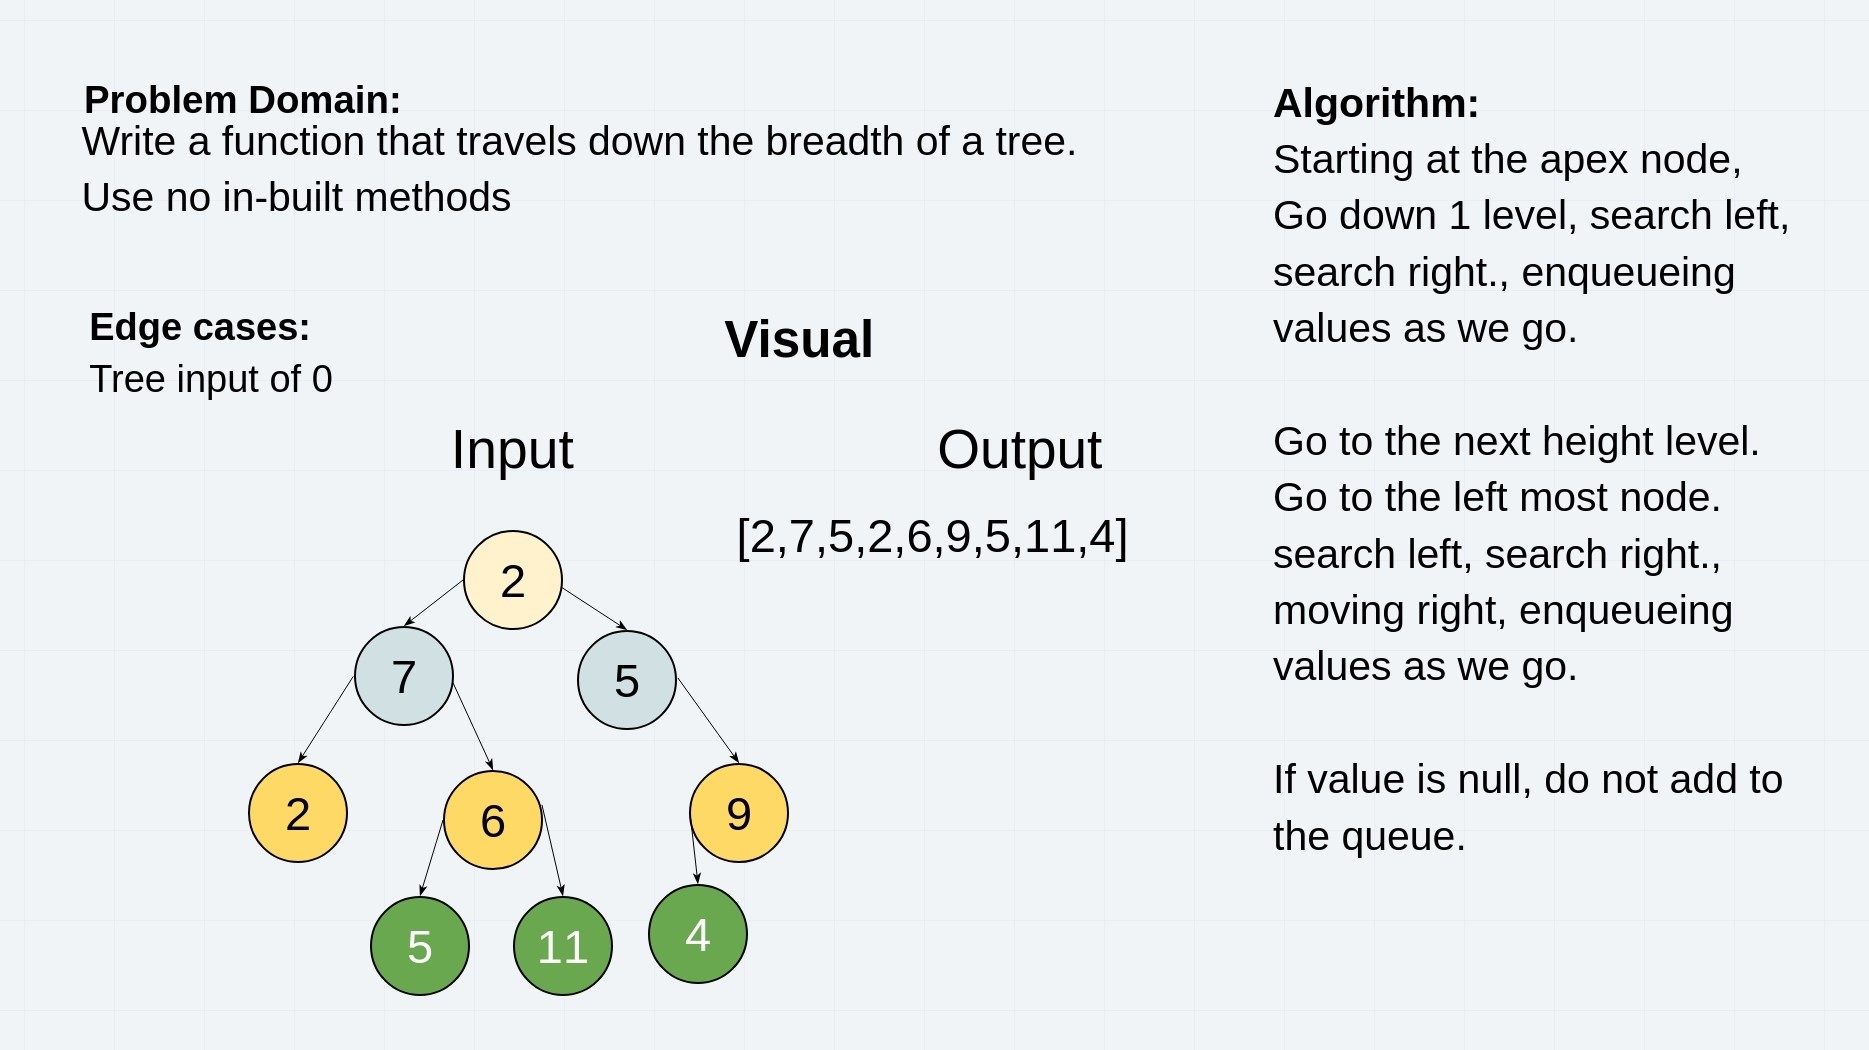 Problem Domain:
Write a function that travels down the breadth of a tree.
Use no in-built methods
Edge cases:
Tree input of 0
Visual
Input
Output
[2,7,5,2,6,9,5,11,4]
2
7
5
2
6
9
5
11
4
Algorithm:
Starting at the apex node,
Go down 1 level, search left,
search right., enqueueing
values as we go.
Go to the next height level.
Go to the left most node.
search left, search right.,
moving right, enqueueing
values as we go.
If value is null, do not add to
the queue.